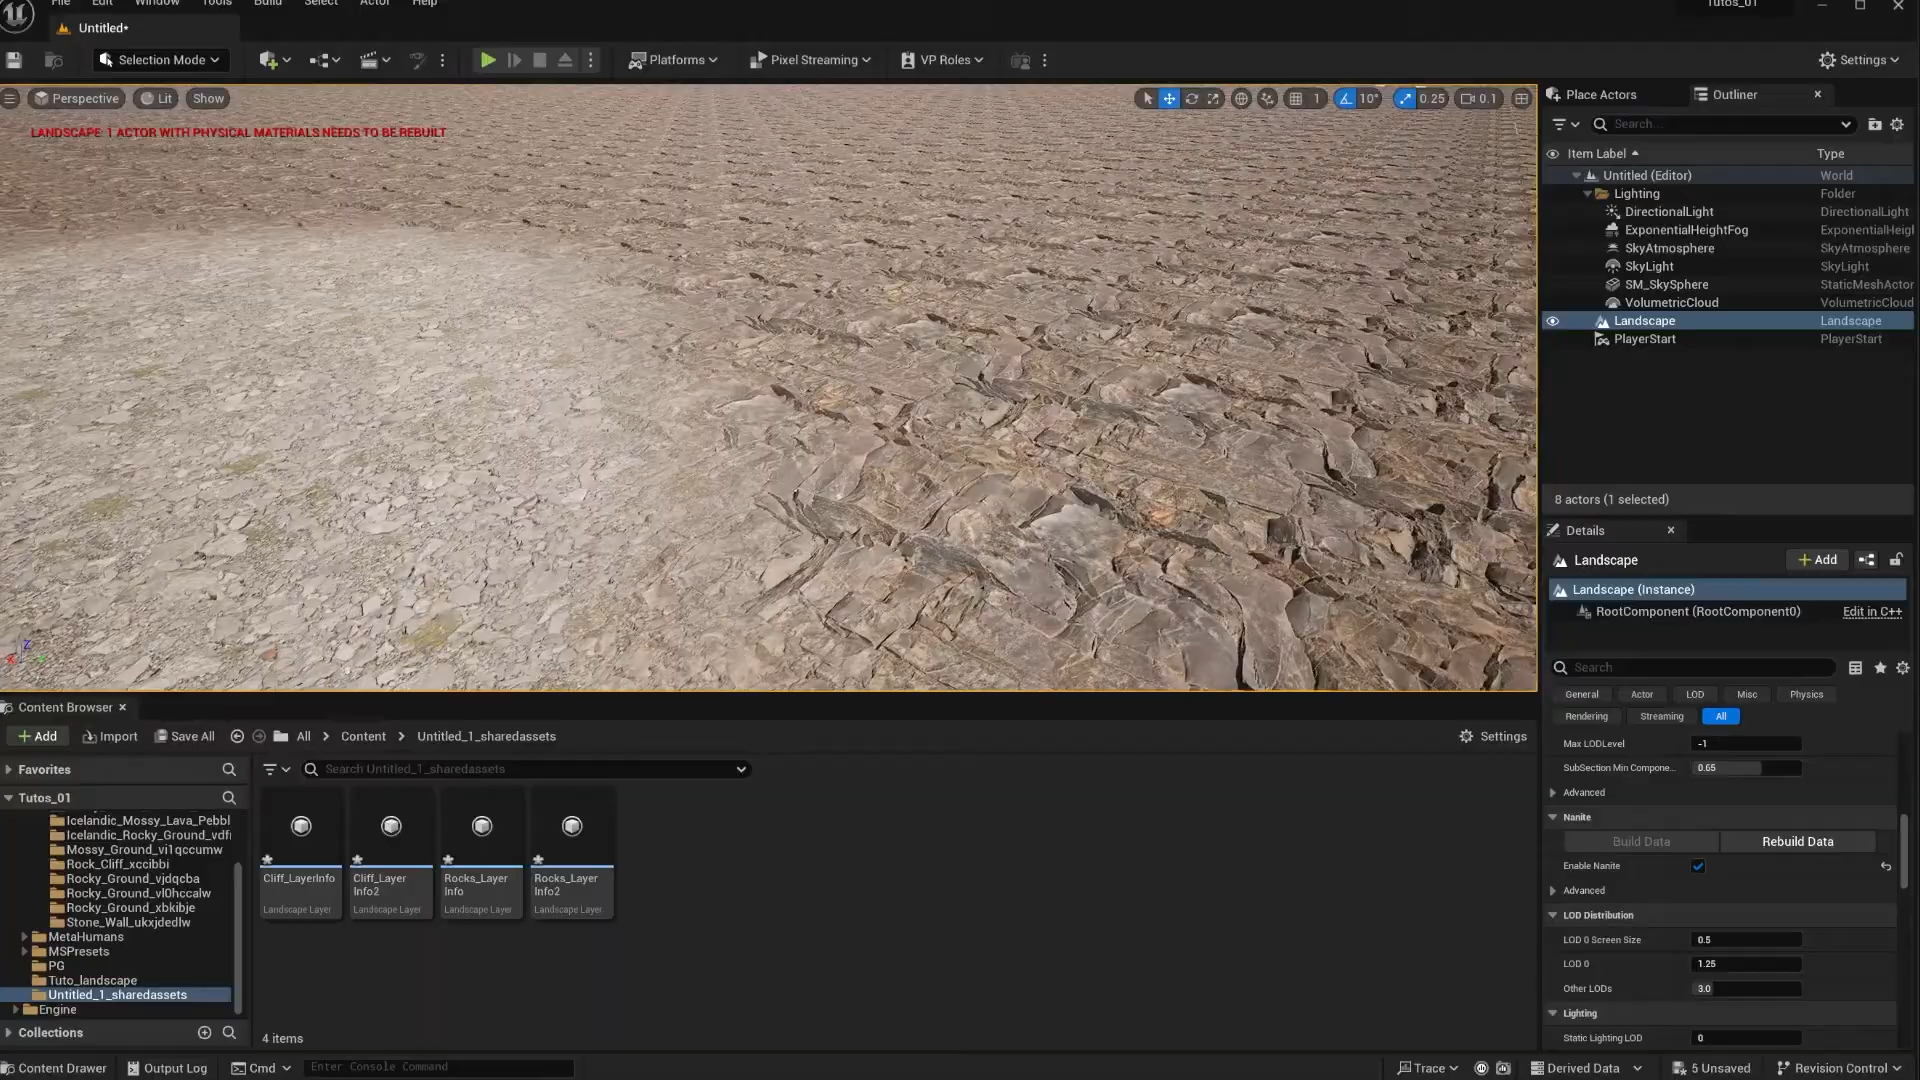 File Edit Window Tools Build Select Actor Help
Tutos_01
Untitled*
Selection Mode
Platforms
Pixel Streaming
VP Roles
Settings
Perspective
Lit
Show
1
10°
0.25
0.1
LANDSCAPE: 1 ACTOR WITH PHYSICAL MATERIALS NEEDS TO BE REBUILT
Place Actors
Outliner
Search...
Item Label
Type
Untitled (Editor)
World
Lighting
Folder
DirectionalLight
DirectionalLight
ExponentialHeightFog
ExponentialHeigl
SkyAtmosphere
SkyAtmosphere
SkyLight
SkyLight
SM_SkySphere
StaticMeshActor
VolumetricCloud
VolumetricCloud
Landscape
Landscape
PlayerStart
PlayerStart
8 actors (1 selected)
Details
Landscape
Add
Landscape (Instance)
RootComponent (RootComponent0)
Edit in C++
Search
General
Actor
LOD
Misc
Physics
Rendering
Streaming
All
Max LODLevel
-1
SubSection Min Compone...
0.65
Advanced
Nanite
Build Data
Rebuild Data
Enable Nanite
Advanced
LOD Distribution
LOD 0 Screen Size
0.5
LOD 0
1.25
Other LODs
3.0
Lighting
Static Lighting LOD
0
Content Browser
Add
Import
Save All
All
Content
Untitled_1_sharedassets
Settings
Favorites
Search Untitled_1_sharedassets
Tutos_01
Icelandic_Mossy_Lava_Pebbl
Icelandic_Rocky_Ground_vdfr
Mossy_Ground_vi1qccumw
Rock_Cliff_xccibbi
Rocky_Ground_vjdqcba
Rocky_Ground_vl0hccalw
Rocky_Ground_xbkibje
Stone_Wall_ukxjdedlw
MetaHumans
MSPresets
PG
Tuto_landscape
Untitled_1_sharedassets
Engine
Collections
Cliff_LayerInfo
Landscape Layer
Cliff_Layer
Info2
Landscape Layer
Rocks_Layer
Info
Landscape Layer
Rocks_Layer
Info2
Landscape Layer
4 items
Content Drawer
Output Log
Cmd
Enter Console Command
Trace
Derived Data
5 Unsaved
Revision Control